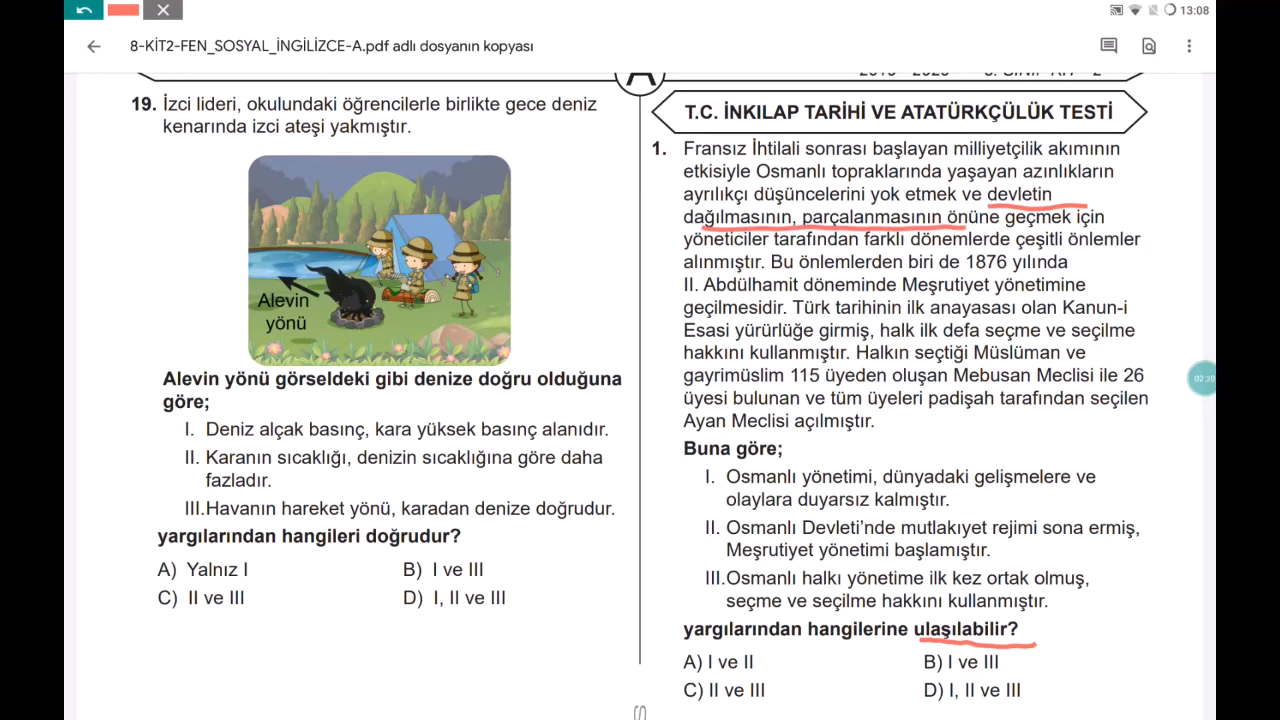 13:08
8-KİT2-FEN_SOSYAL_İNGİLİZCE-A.pdf adlı dosyanın kopyası
A
19. İzci lideri, okulundaki öğrencilerle birlikte gece deniz
kenarında izci ateşi yakmıştır.
Alevin
yönü
Alevin yönü görseldeki gibi denize doğru olduğuna
göre;
I. Deniz alçak basınç, kara yüksek basınç alanıdır.
II. Karanın sıcaklığı, denizin sıcaklığına göre daha
fazladır.
III.Havanın hareket yönü, karadan denize doğrudur.
yargılarından hangileri doğrudur?
A) Yalnız I
B) I ve III
C) II ve III
D) I, II ve III
T.C. İNKILAP TARİHİ VE ATATÜRKÇÜLÜK TESTİ
1. Fransız İhtilali sonrası başlayan milliyetçilik akımının
etkisiyle Osmanlı topraklarında yaşayan azınlıkların
ayrılıkçı düşüncelerini yok etmek ve devletin
dağılmasının, parçalanmasının önüne geçmek için
yöneticiler tarafından farklı dönemlerde çeşitli önlemler
alınmıştır. Bu önlemlerden biri de 1876 yılında
II. Abdülhamit döneminde Meşrutiyet yönetimine
geçilmesidir. Türk tarihinin ilk anayasası olan Kanun-i
Esasi yürürlüğe girmiş, halk ilk defa seçme ve seçilme
hakkını kullanmıştır. Halkın seçtiği Müslüman ve
gayrimüslim 115 üyeden oluşan Mebusan Meclisi ile 26
üyesi bulunan ve tüm üyeleri padişah tarafından seçilen
Ayan Meclisi açılmıştır.
Buna göre;
I. Osmanlı yönetimi, dünyadaki gelişmelere ve
olaylara duyarsız kalmıştır.
II. Osmanlı Devleti’nde mutlakıyet rejimi sona ermiş,
Meşrutiyet yönetimi başlamıştır.
III.Osmanlı halkı yönetime ilk kez ortak olmuş,
seçme ve seçilme hakkını kullanmıştır.
yargılarından hangilerine ulaşılabilir?
A) I ve II
B) I ve III
C) II ve III
D) I, II ve III
02:20